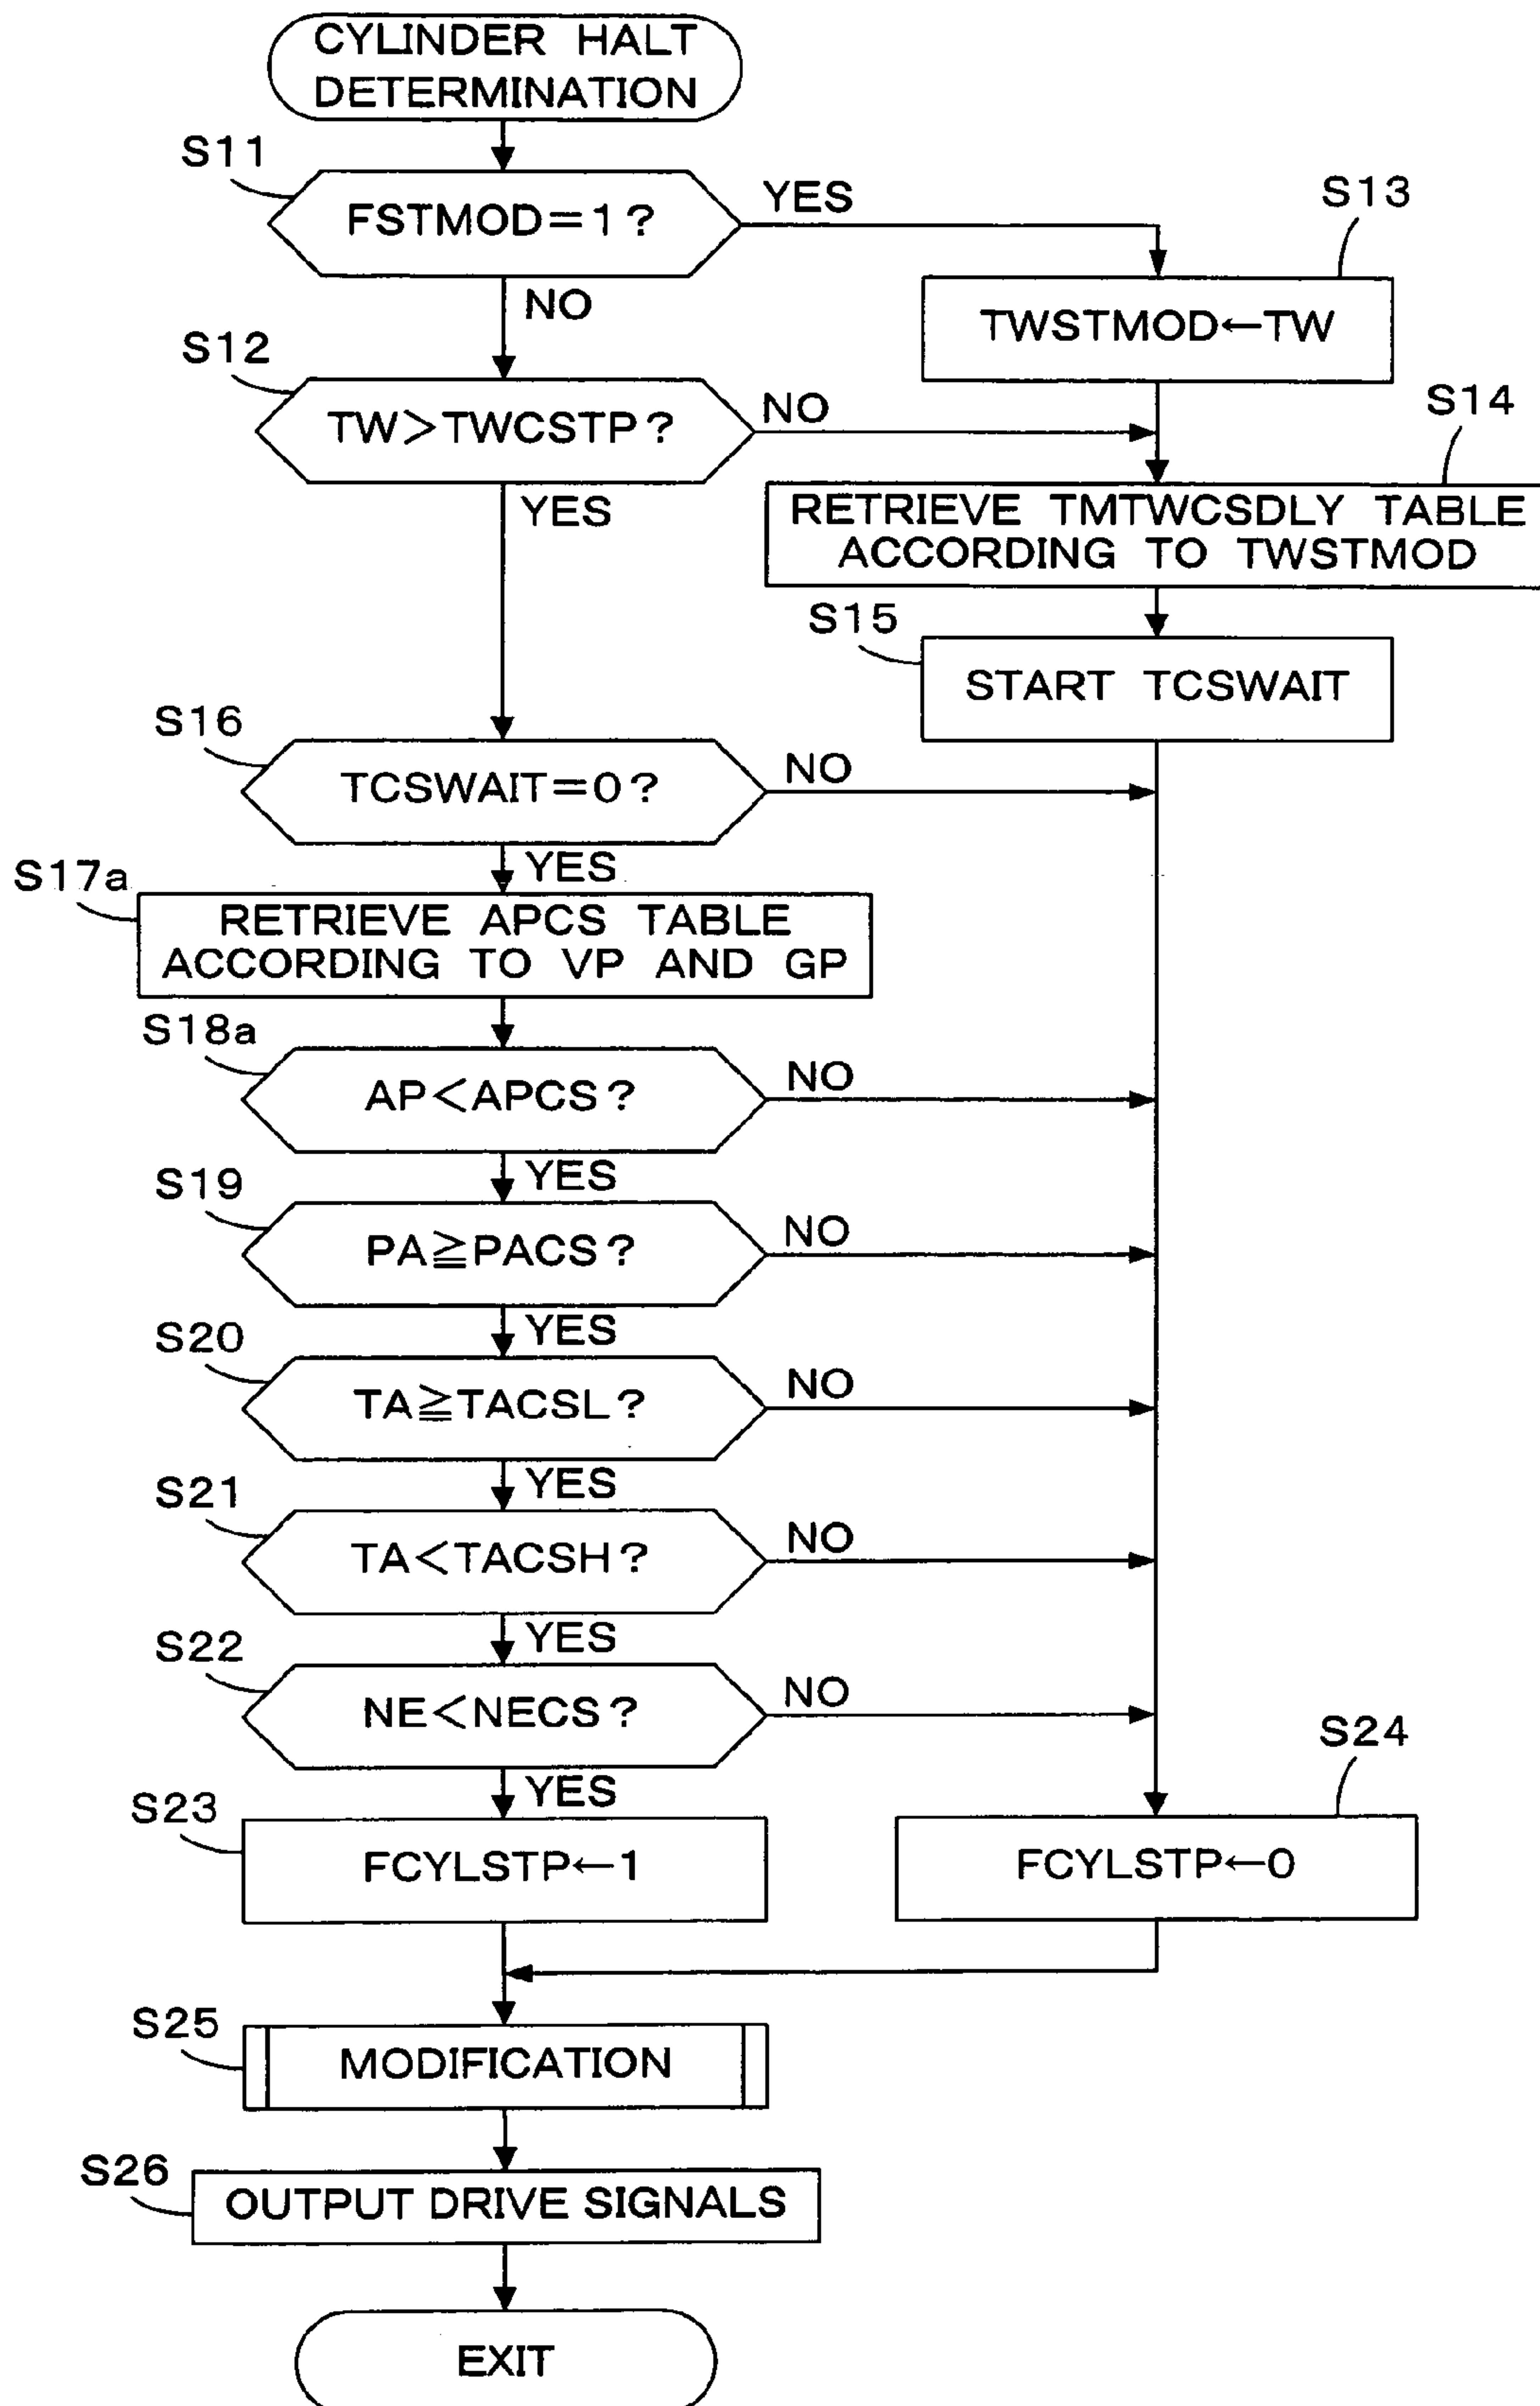 CYLINDER HALT
DETERMINATION
S11
FSTMOD=1?
YES
NO
S13
TWSTMOD←TW
S12
TW>TWCSTP?
NO
YES
S14
RETRIEVE TMTWCSDLY TABLE
ACCORDING TO TWSTMOD
S15
START TCSWAIT
S16
TCSWAIT=0?
NO
YES
S17a
RETRIEVE APCS TABLE
ACCORDING TO VP AND GP
S18a
AP<APCS?
NO
YES
S19
PA≧PACS?
NO
YES
S20
TA≧TACSL?
NO
YES
S21
TA<TACSH?
NO
YES
S22
NE<NECS?
NO
YES
S23
FCYLSTP←1
S24
FCYLSTP←0
S25
MODIFICATION
S26
OUTPUT DRIVE SIGNALS
EXIT